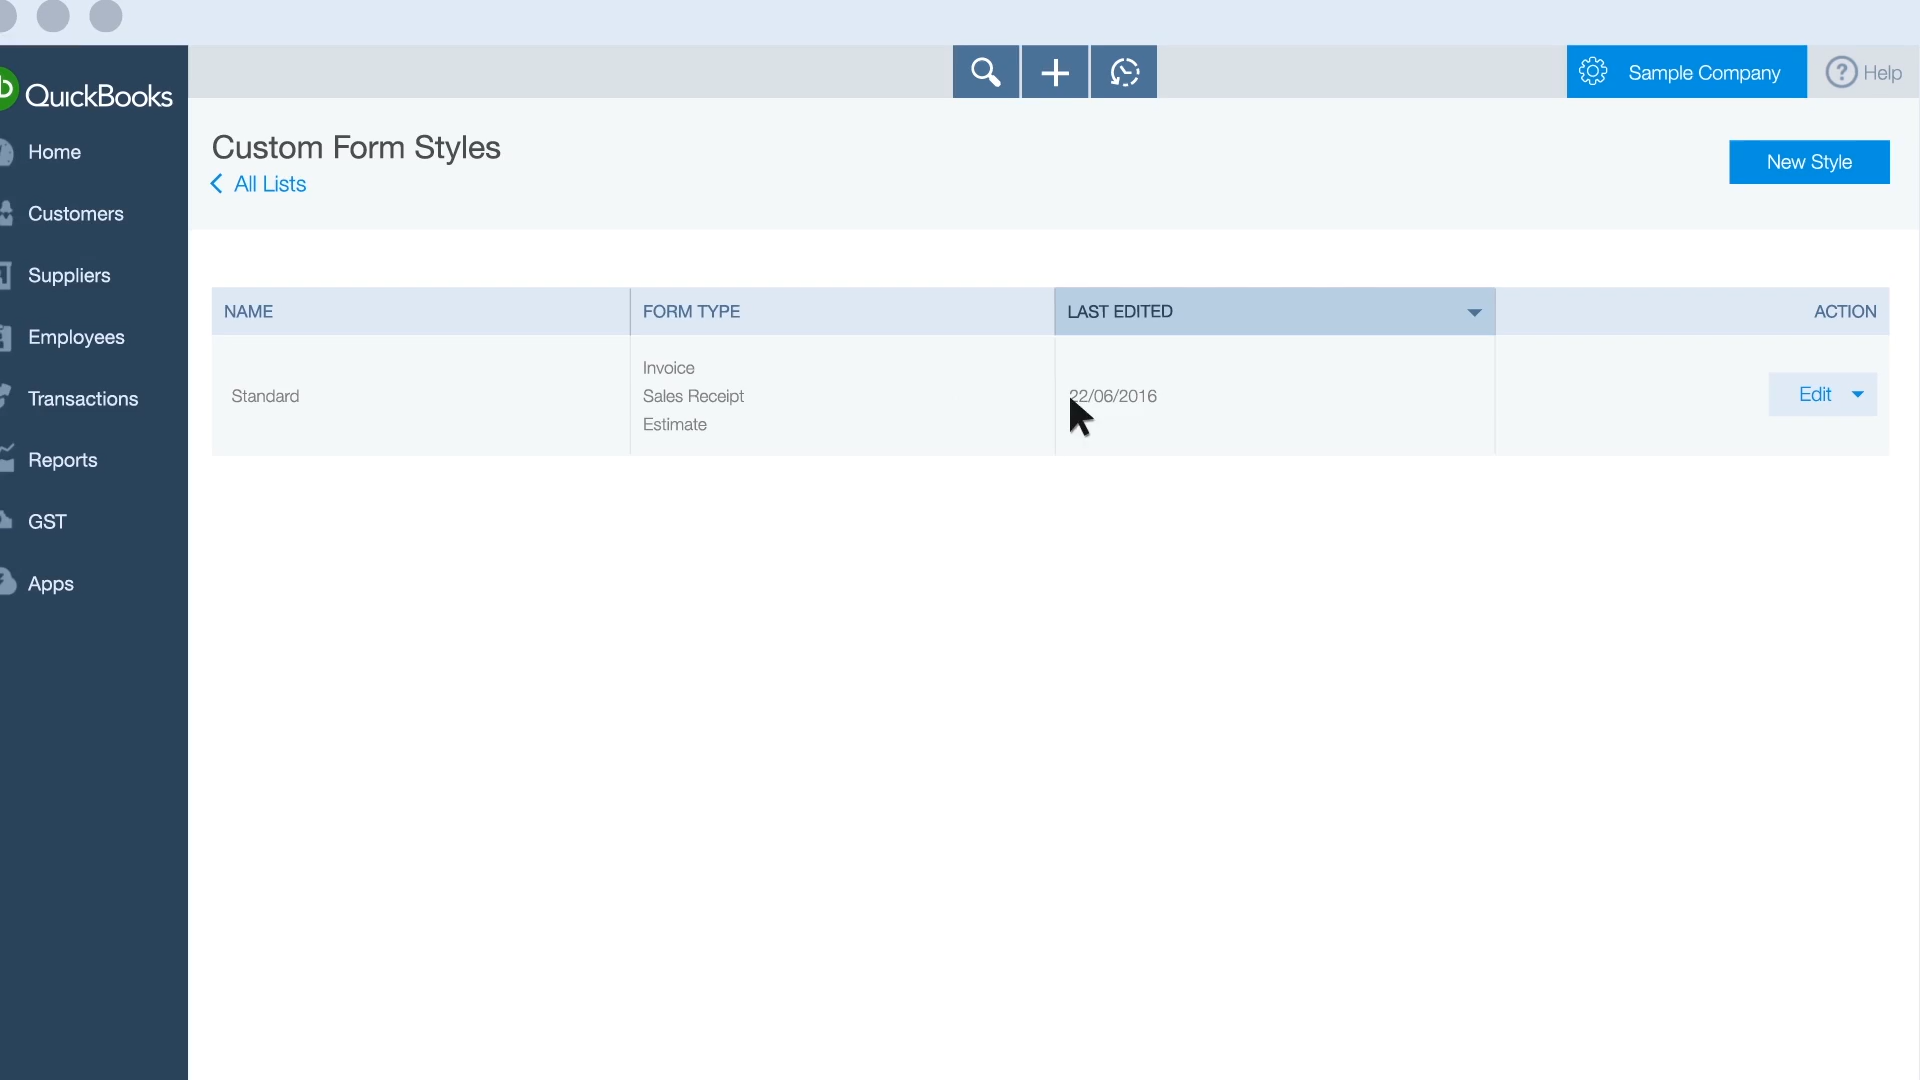 QuickBooks
Sample Company
Help
Home
Customers
Suppliers
Employees
Transactions
Reports
GST
Apps
Custom Form Styles
All Lists
New Style
NAME
FORM TYPE
LAST EDITED
ACTION
Standard
Invoice
Sales Receipt
Estimate
22/06/2016
Edit